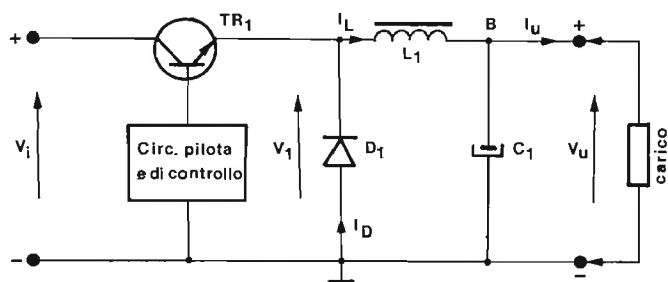 TR1
IL
B
Iu
+
+
L1
Vi
Circ. pilota
e di controllo
V1
D1
C1
Vu
carico
ID
−
−